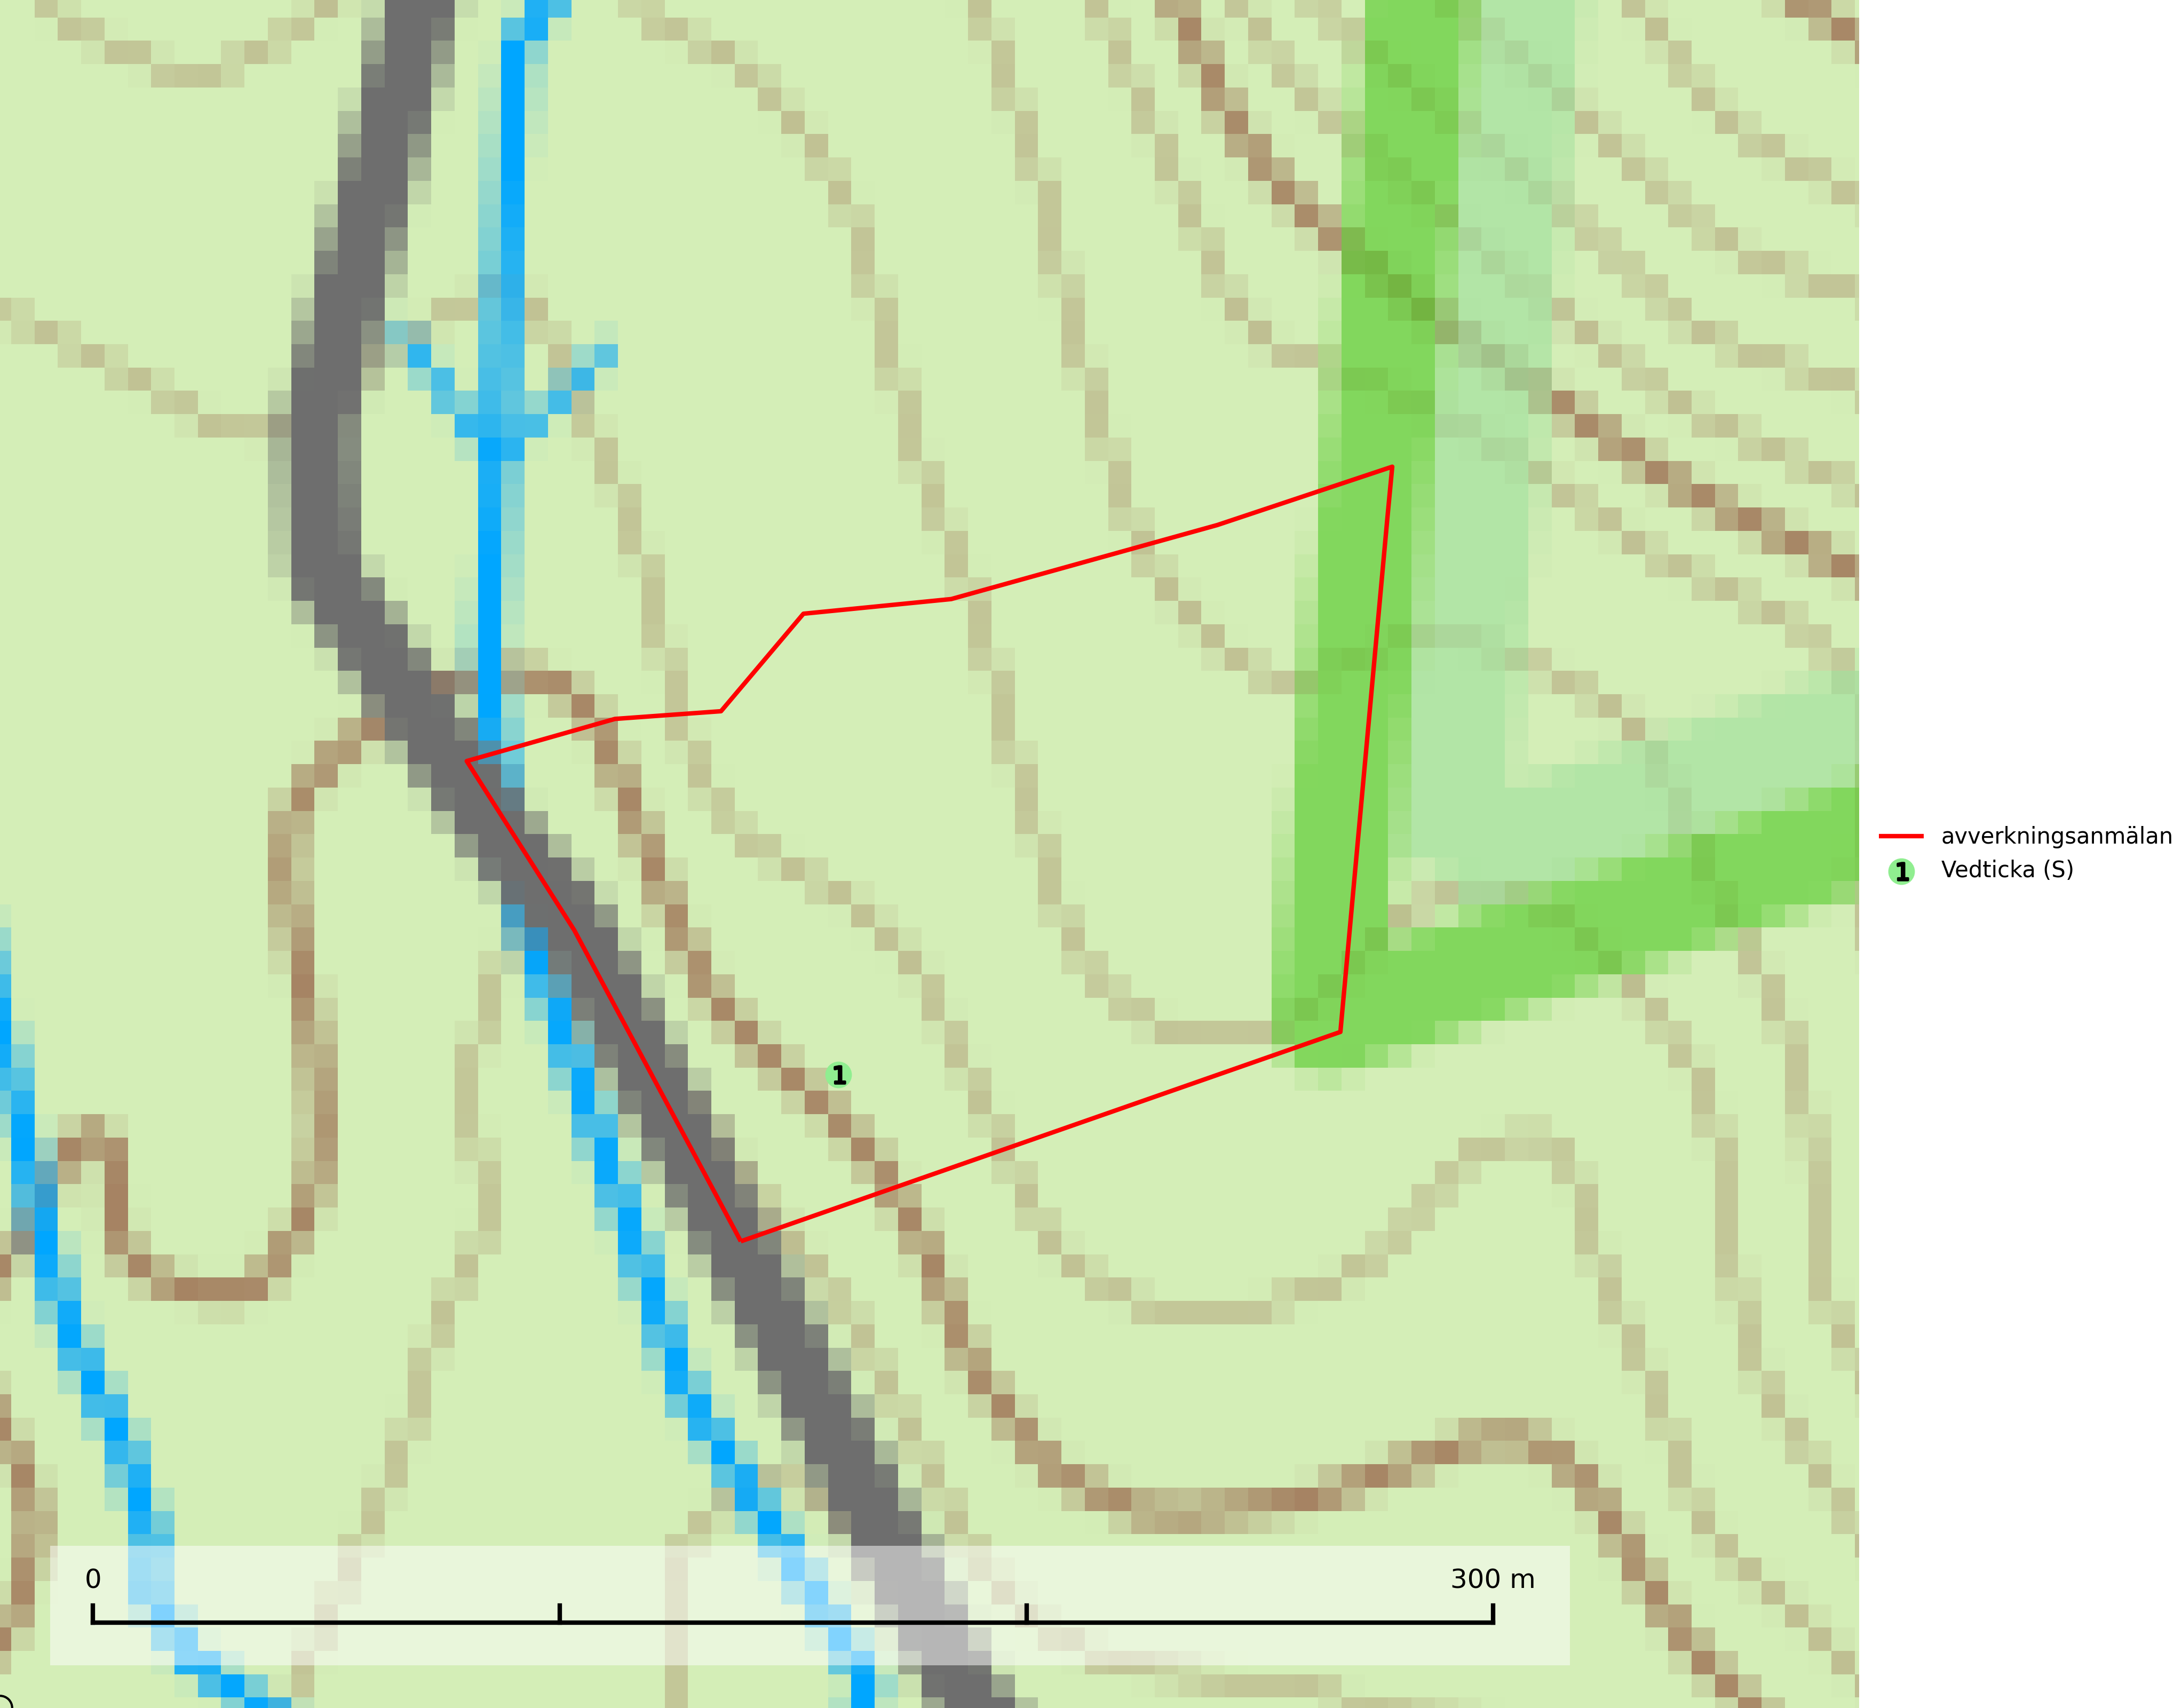 1
avverkningsanmälan
1 Vedticka (S)
0 300 m